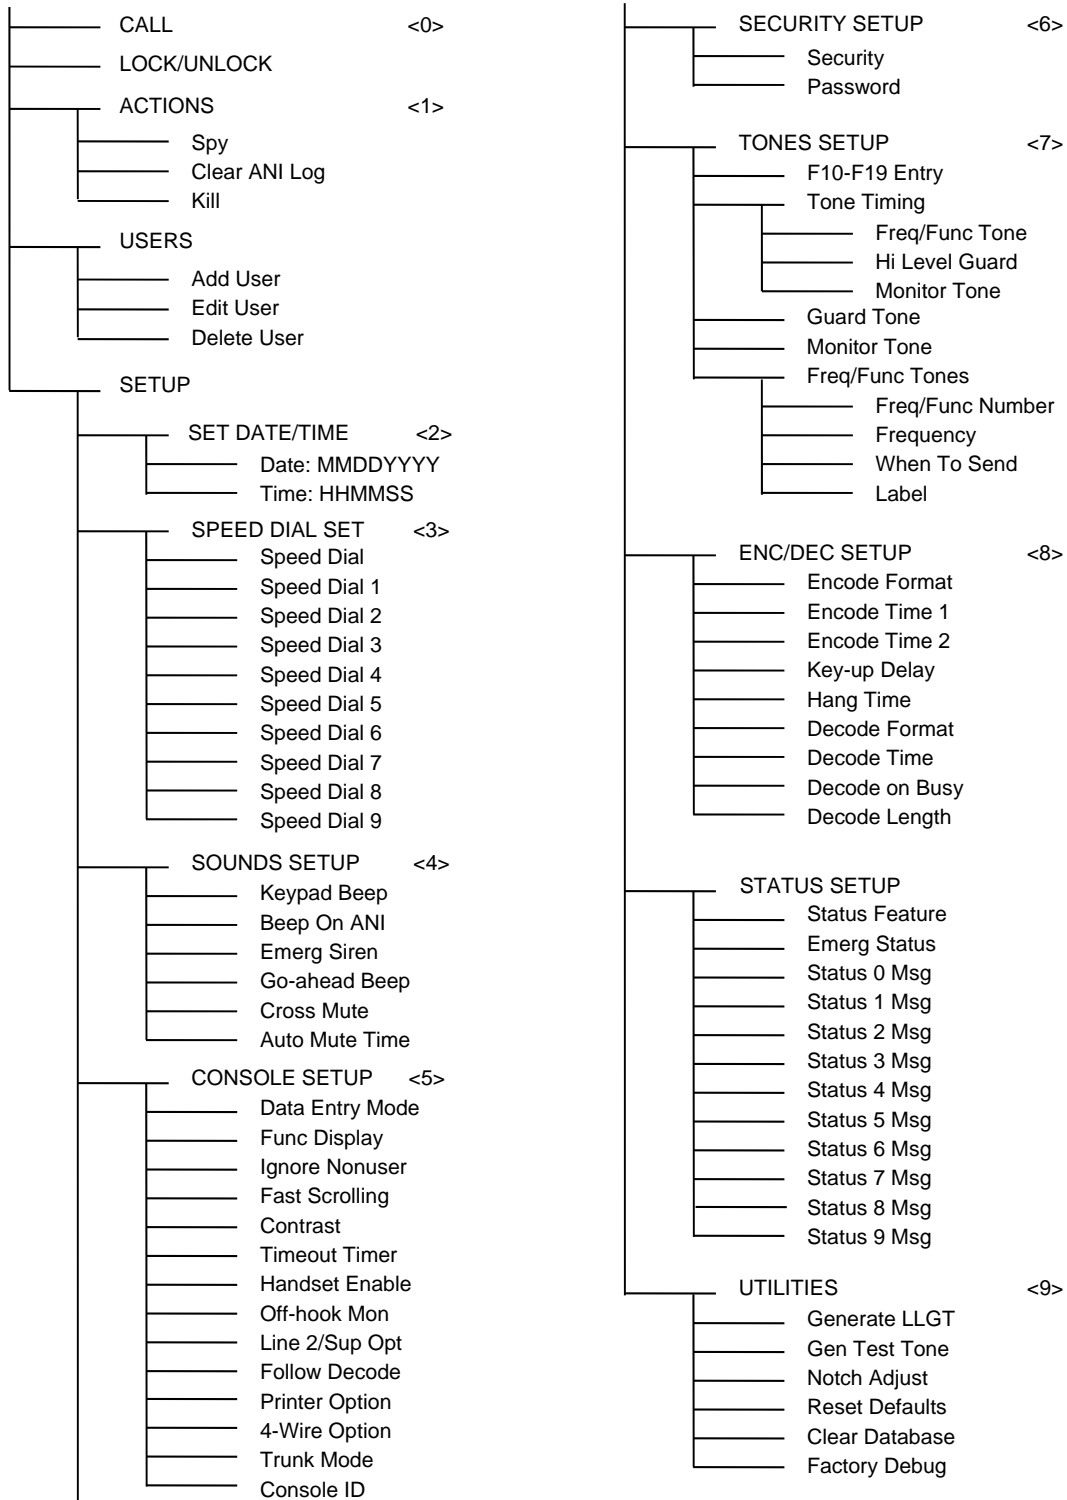 CALL <0>
LOCK/UNLOCK
ACTIONS <1>
Spy
Clear ANI Log
Kill
USERS
Add User
Edit User
Delete User
SETUP
SET DATE/TIME <2>
Date: MMDDYYYY
Time: HHMMSS
SPEED DIAL SET <3>
Speed Dial
Speed Dial 1
Speed Dial 2
Speed Dial 3
Speed Dial 4
Speed Dial 5
Speed Dial 6
Speed Dial 7
Speed Dial 8
Speed Dial 9
SOUNDS SETUP <4>
Keypad Beep
Beep On ANI
Emerg Siren
Go-ahead Beep
Cross Mute
Auto Mute Time
CONSOLE SETUP <5>
Data Entry Mode
Func Display
Ignore Nonuser
Fast Scrolling
Contrast
Timeout Timer
Handset Enable
Off-hook Mon
Line 2/Sup Opt
Follow Decode
Printer Option
4-Wire Option
Trunk Mode
Console ID
SECURITY SETUP <6>
Security
Password
TONES SETUP <7>
F10-F19 Entry
Tone Timing
Freq/Func Tone
Hi Level Guard
Monitor Tone
Guard Tone
Monitor Tone
Freq/Func Tones
Freq/Func Number
Frequency
When To Send
Label
ENC/DEC SETUP <8>
Encode Format
Encode Time 1
Encode Time 2
Key-up Delay
Hang Time
Decode Format
Decode Time
Decode on Busy
Decode Length
STATUS SETUP
Status Feature
Emerg Status
Status 0 Msg
Status 1 Msg
Status 2 Msg
Status 3 Msg
Status 4 Msg
Status 5 Msg
Status 6 Msg
Status 7 Msg
Status 8 Msg
Status 9 Msg
UTILITIES <9>
Generate LLGT
Gen Test Tone
Notch Adjust
Reset Defaults
Clear Database
Factory Debug